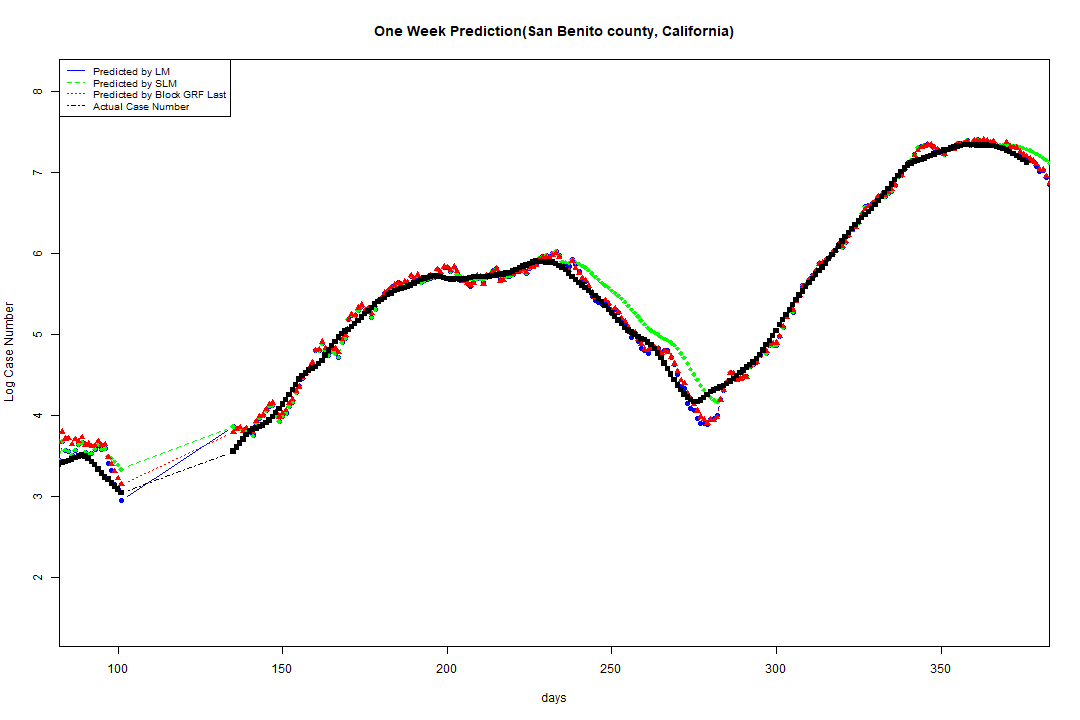 One Week Prediction(San Benito county, California)
Predicted by LM
Predicted by SLM
Predicted by Block GRF Last
Actual Case Number
8
7
6
5
4
3
2
Log Case Number
100 150 200 250 300 350
days